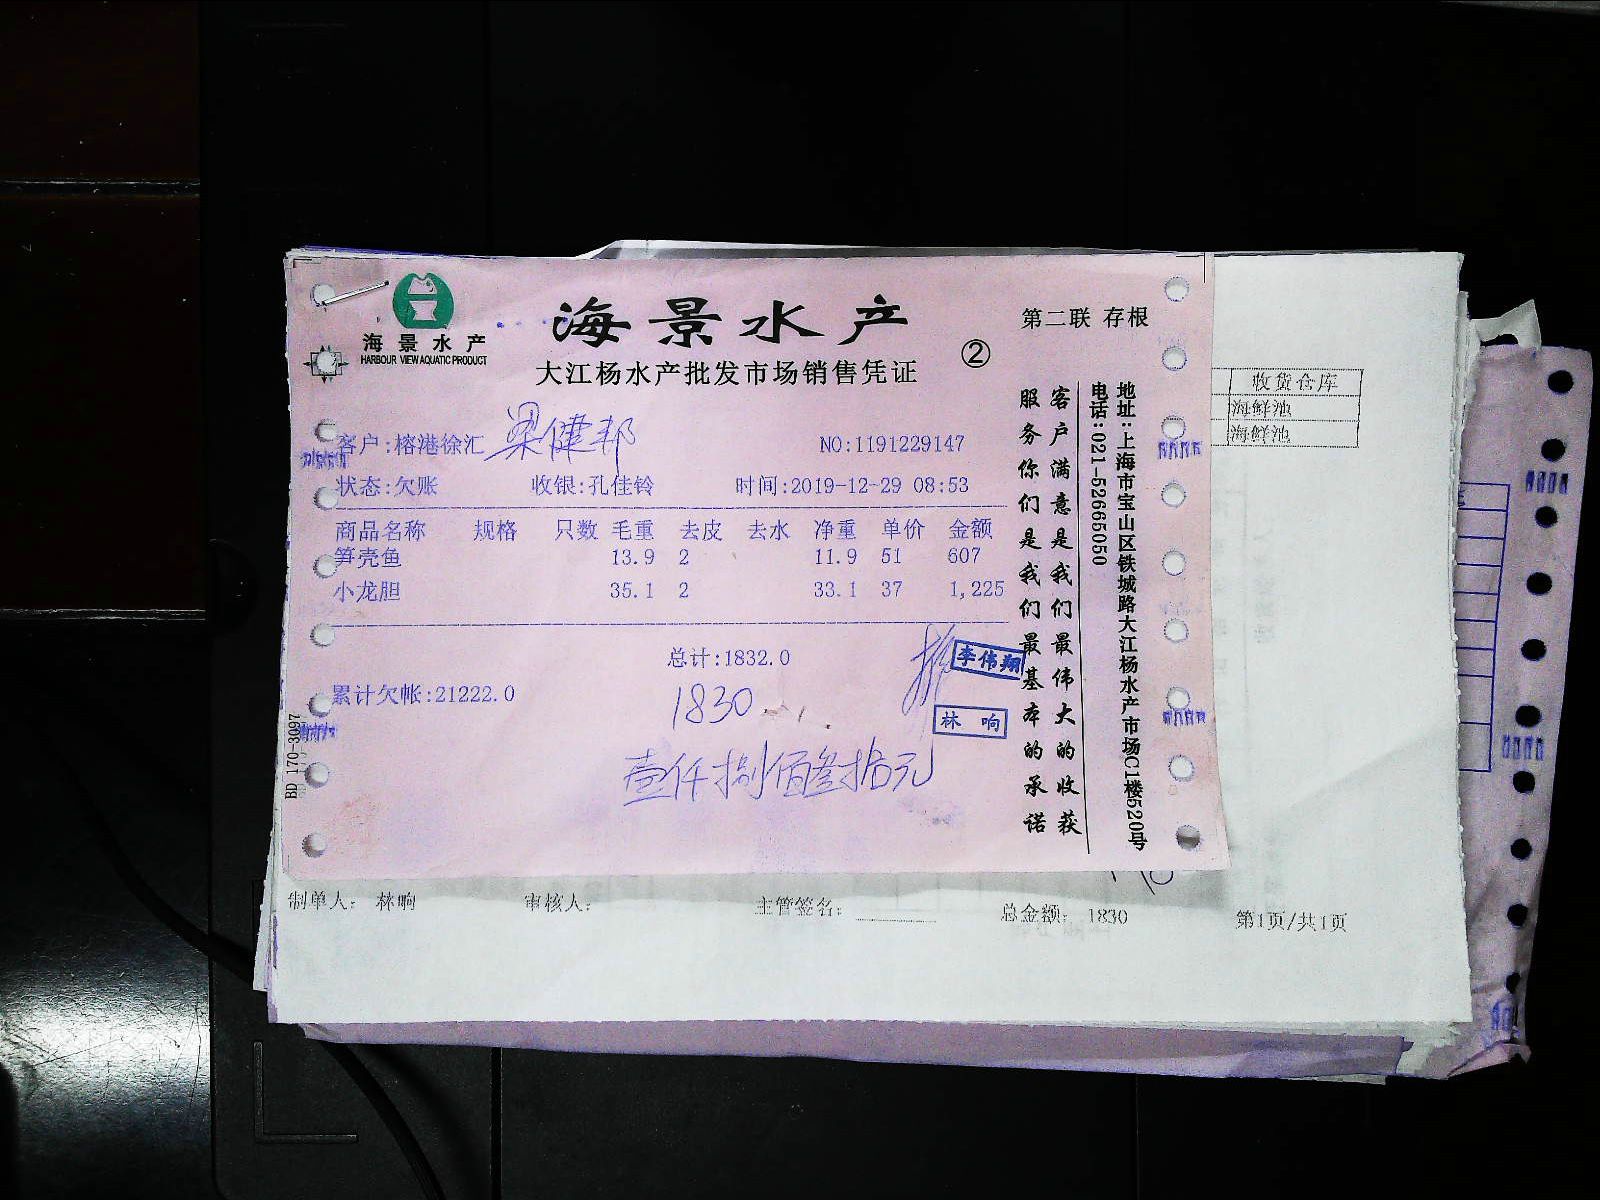 海景水产
HARBOUR VIEW AQUATIC PRODUCT
海景水产
大江杨水产批发市场销售凭证
②
第二联 存根
客户:榕港徐汇 梁健邦
NO:1191229147
状态:欠账 收银:孔佳铃 时间:2019-12-29 08:53
商品名称 规格 只数 毛重 去皮 去水 净重 单价 金额
笋壳鱼 13.9 2 11.9 51 607
小龙胆 35.1 2 33.1 37 1,225
总计:1832.0
李伟翔
累计欠帐:21222.0
1830
林响
壹仟捌佰叁拾元
BD 170-3097
地址:上海市宝山区铁城路大江杨水产市场C1楼520号
电话:021-52665050
客户满意是我们最伟大的收获
服务你们是我们最基本的承诺
收货仓库
海鲜池
海鲜池
制单人: 林响 审核人: 主管签名: 总金额: 1830 第1页/共1页